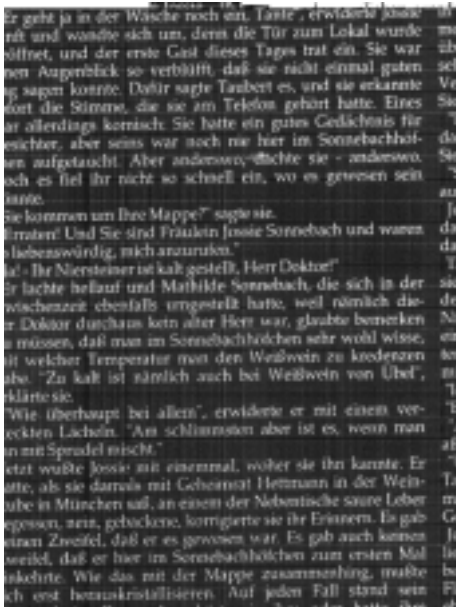 Er geht ja in der Wäsche noch ein, Tante", erwiderte Jossie
nft und wandte sich um, denn die Tür zum Lokal wurde
öffnet, und der erste Gast dieses Tages trat ein. Sie war
nen Augenblick so verblüfft, daß sie nicht einmal guten
g sagen konnte. Dafür sagte Taubert es, und sie erkannte
fort die Stimme, die sie am Telefon gehört hatte. Eines
ar allerdings komisch: Sie hatte ein gutes Gedächtnis für
esichter, aber seins war noch nie hier im Sonnebachhöf-
en aufgetaucht. Aber anderswo, dachte sie - anderswo.
och es fiel ihr nicht so schnell ein, wo es gewesen sein
nnte.
Sie kommen um Ihre Mappe?" sagte sie.
Erraten! Und Sie sind Fräulein Jossie Sonnebach und waren
liebenswürdig, mich anzurufen."
Ja! - Ihr Niersteiner ist kalt gestellt, Herr Doktor!"
Er lachte hellauf und Mathilde Sonnebach, die sich in der
wischenzeit ebenfalls umgestellt hatte, weil nämlich die-
er Doktor durchaus kein alter Herr war, glaubte bemerken
müssen, daß man im Sonnebachhöfchen sehr wohl wisse,
it welcher Temperatur man den Weißwein zu kredenzen
abe. "Zu kalt ist nämlich auch bei Weißwein von Übel",
rklärte sie.
"Wie überhaupt bei allem", erwiderte er mit einem ver-
eckten Lächeln. "Am schlimmsten aber ist es, wenn man
n mit Sprudel mischt."
etzt wußte Jossie mit einemmal, woher sie ihn kannte. Er
atte, als sie damals mit Geheimrat Hettmann in der Wein-
ube in München saß, an einem der Nebentische saure Leber
egossen, nein, gebackene, korrigierte sie ihr Erinnern. Es gab
einen Zweifel, daß er es gewesen war. Es gab auch keinen
weifel, daß er hier im Sonnebachhöfchen zum ersten Mal
inkehrte. Wie das mit der Mappe zusammenhing, mußte
ch erst herauskristallisieren. Auf jeden Fall stand sein